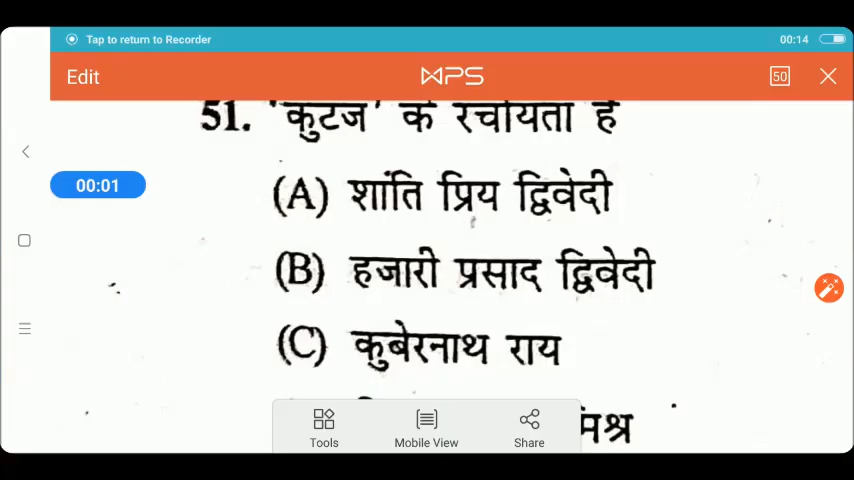 Tap to return to Recorder 00:14
Edit WPS 50
51. 'कुटज' के रचयिता हैं
00:01
(A) शांति प्रिय द्विवेदी
(B) हजारी प्रसाद द्विवेदी
(C) कुबेरनाथ राय
मिश्र
Tools Mobile View Share